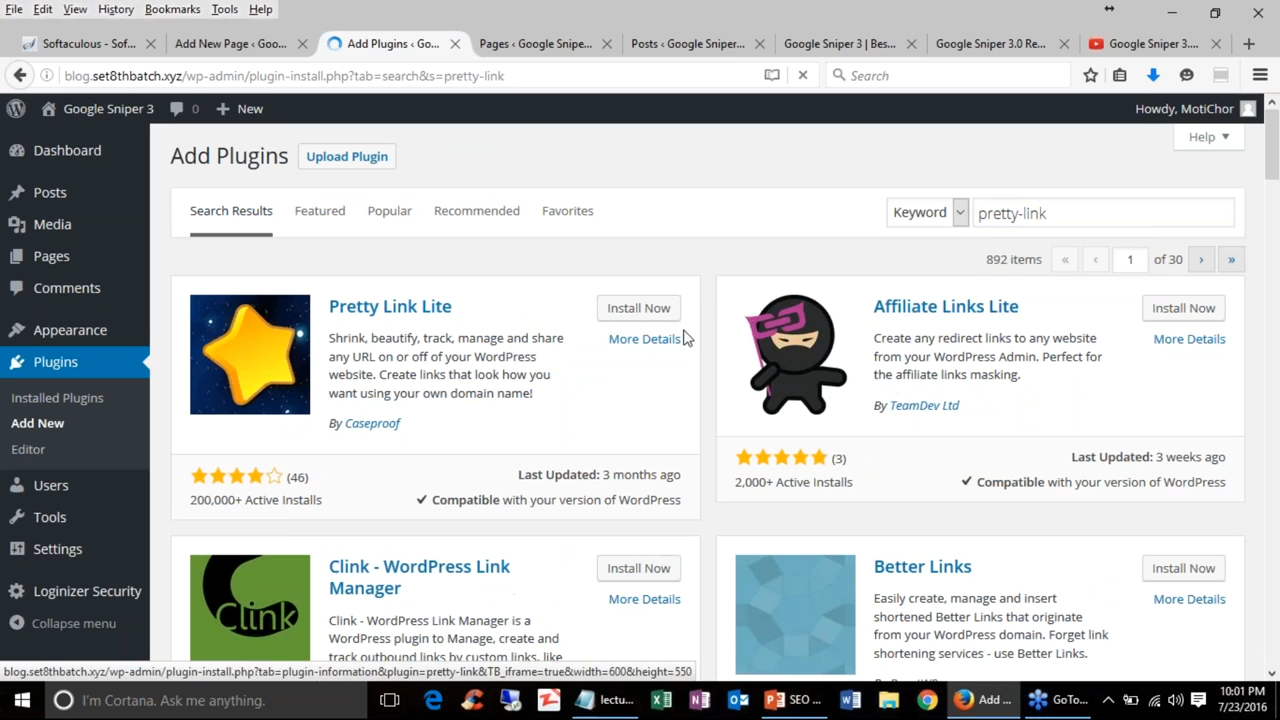 File Edit View History Bookmarks Tools Help
Softaculous - Sof... Add New Page ‹ Goo... Add Plugins ‹ Go... Pages ‹ Google Snipe... Posts ‹ Google Snipe... Google Sniper 3 | Bes... Google Sniper 3.0 Re... Google Sniper 3....
blog.set8thbatch.xyz/wp-admin/plugin-install.php?tab=search&s=pretty-link Search
Google Sniper 3 0 New Howdy, MotiChor
Help
Dashboard
Posts
Media
Pages
Comments
Appearance
Plugins
Installed Plugins
Add New
Editor
Users
Tools
Settings
Loginizer Security
Collapse menu
Add Plugins Upload Plugin
Search Results Featured Popular Recommended Favorites Keyword pretty-link
892 items « ‹ 1 of 30 › »
Pretty Link Lite
Install Now
More Details
Shrink, beautify, track, manage and share
any URL on or off of your WordPress
website. Create links that look how you
want using your own domain name!
By Caseproof
(46)
Last Updated: 3 months ago
200,000+ Active Installs
Compatible with your version of WordPress
Affiliate Links Lite
Install Now
More Details
Create any redirect links to any website
from your WordPress Admin. Perfect for
the affiliate links masking.
By TeamDev Ltd
(3)
Last Updated: 3 weeks ago
2,000+ Active Installs
Compatible with your version of WordPress
Clink
Clink - WordPress Link
Manager
Install Now
More Details
Clink - WordPress Link Manager is a
WordPress plugin to Manage, create and
track outbound links by custom links, like
Better Links
Install Now
More Details
Easily create, manage and insert
shortened Better Links that originate
from your WordPress domain. Forget link
shortening services - use Better Links.
blog.set8thbatch.xyz/wp-admin/plugin-install.php?tab=plugin-information&plugin=pretty-link&TB_iframe=true&width=600&height=550
I'm Cortana. Ask me anything. lectu... SEO ... Add ... GoTo... 10:01 PM
7/23/2016